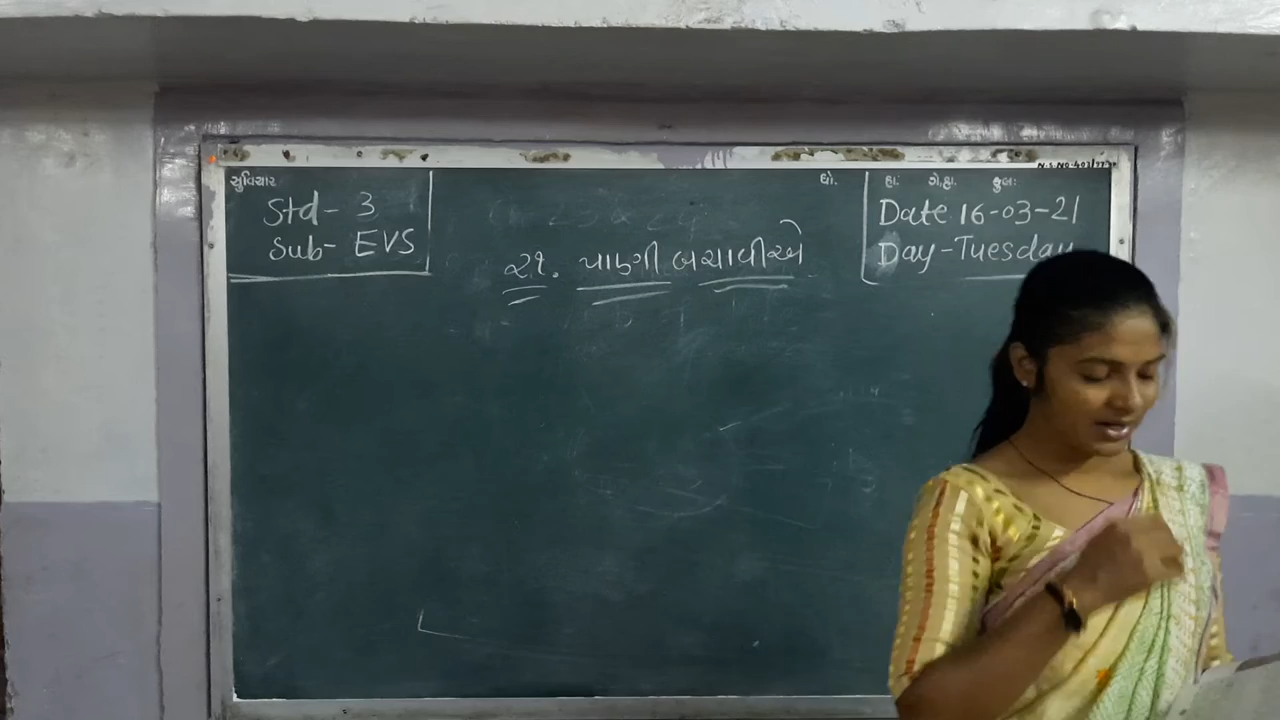 સુવિચાર
Std- 3
Sub- EVS
૨૧. પાણી બચાવીએ
ધો.
હા. ગે.હા. કુલ:
Date 16-03-21
Day-Tuesday